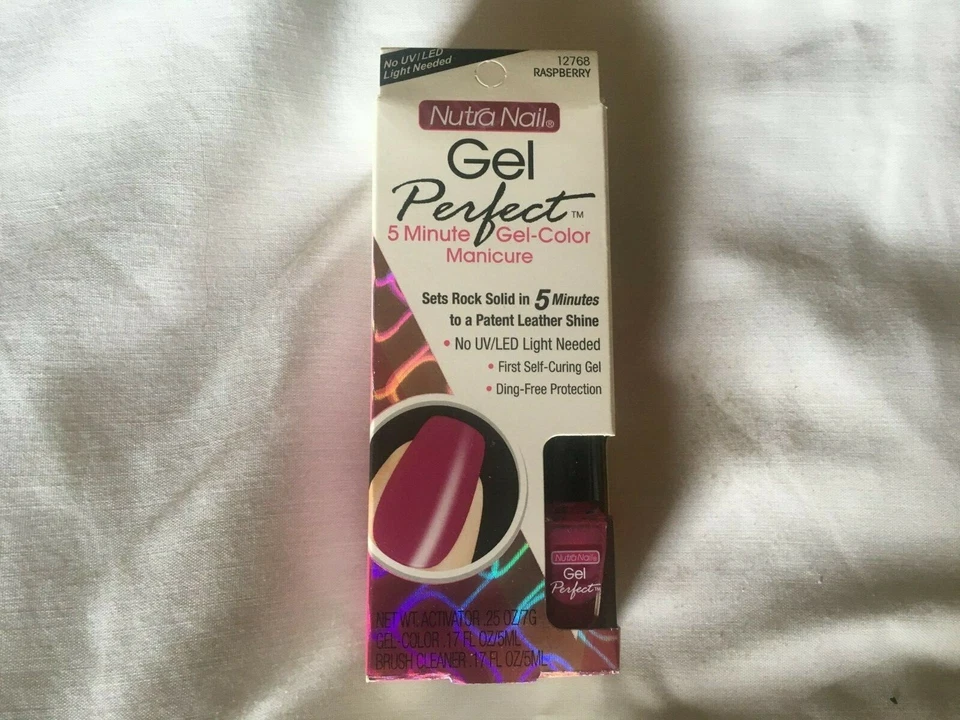 No UV/LED
Light Needed
12768
RASPBERRY
Nutra Nail®
Gel
Perfect™
5 Minute Gel-Color
Manicure
Sets Rock Solid in 5 Minutes
to a Patent Leather Shine
• No UV/LED Light Needed
• First Self-Curing Gel
• Ding-Free Protection
Nutra Nail®
Gel
Perfect™
NET WT. ACTIVATOR .25 OZ/7G
GEL-COLOR .17 FL OZ/5ML
BRUSH CLEANER .17 FL OZ/5ML